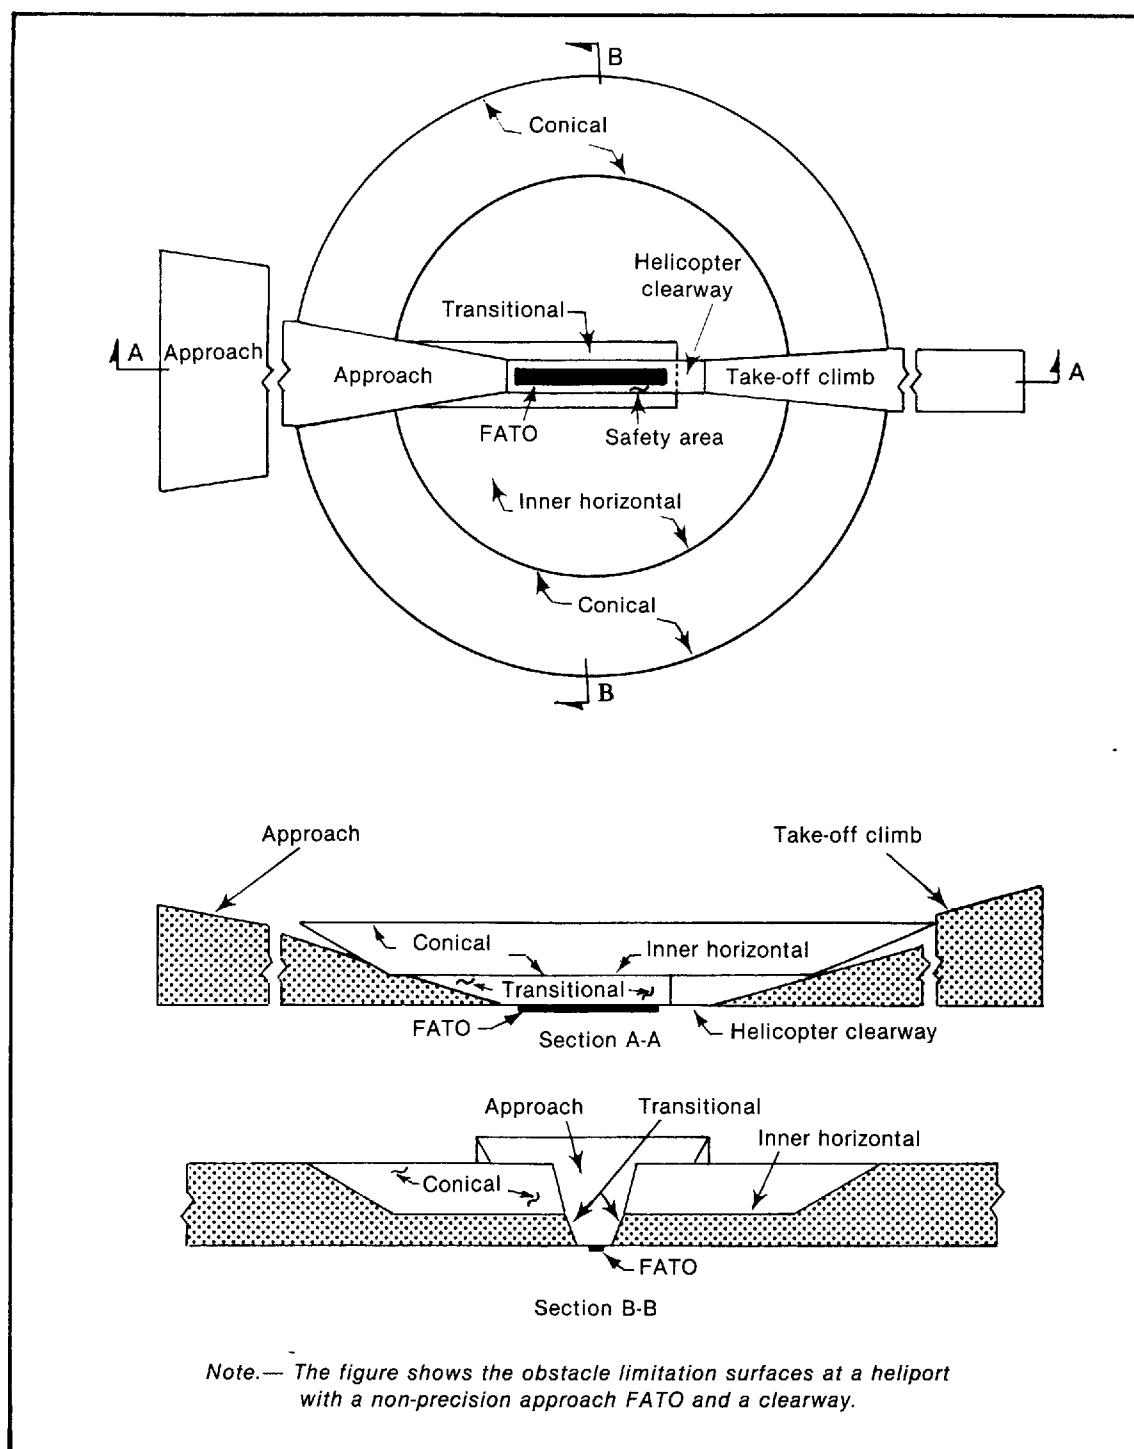 B
Conical
Helicopter
clearway
Transitional
A
Approach
Approach
Take-off climb
A
FATO
Safety area
Inner horizontal
Conical
B
Approach
Take-off climb
Conical
Inner horizontal
Transitional
FATO
Helicopter clearway
Section A-A
Approach
Transitional
Inner horizontal
Conical
FATO
Section B-B
Note.— The figure shows the obstacle limitation surfaces at a heliport
with a non-precision approach FATO and a clearway.